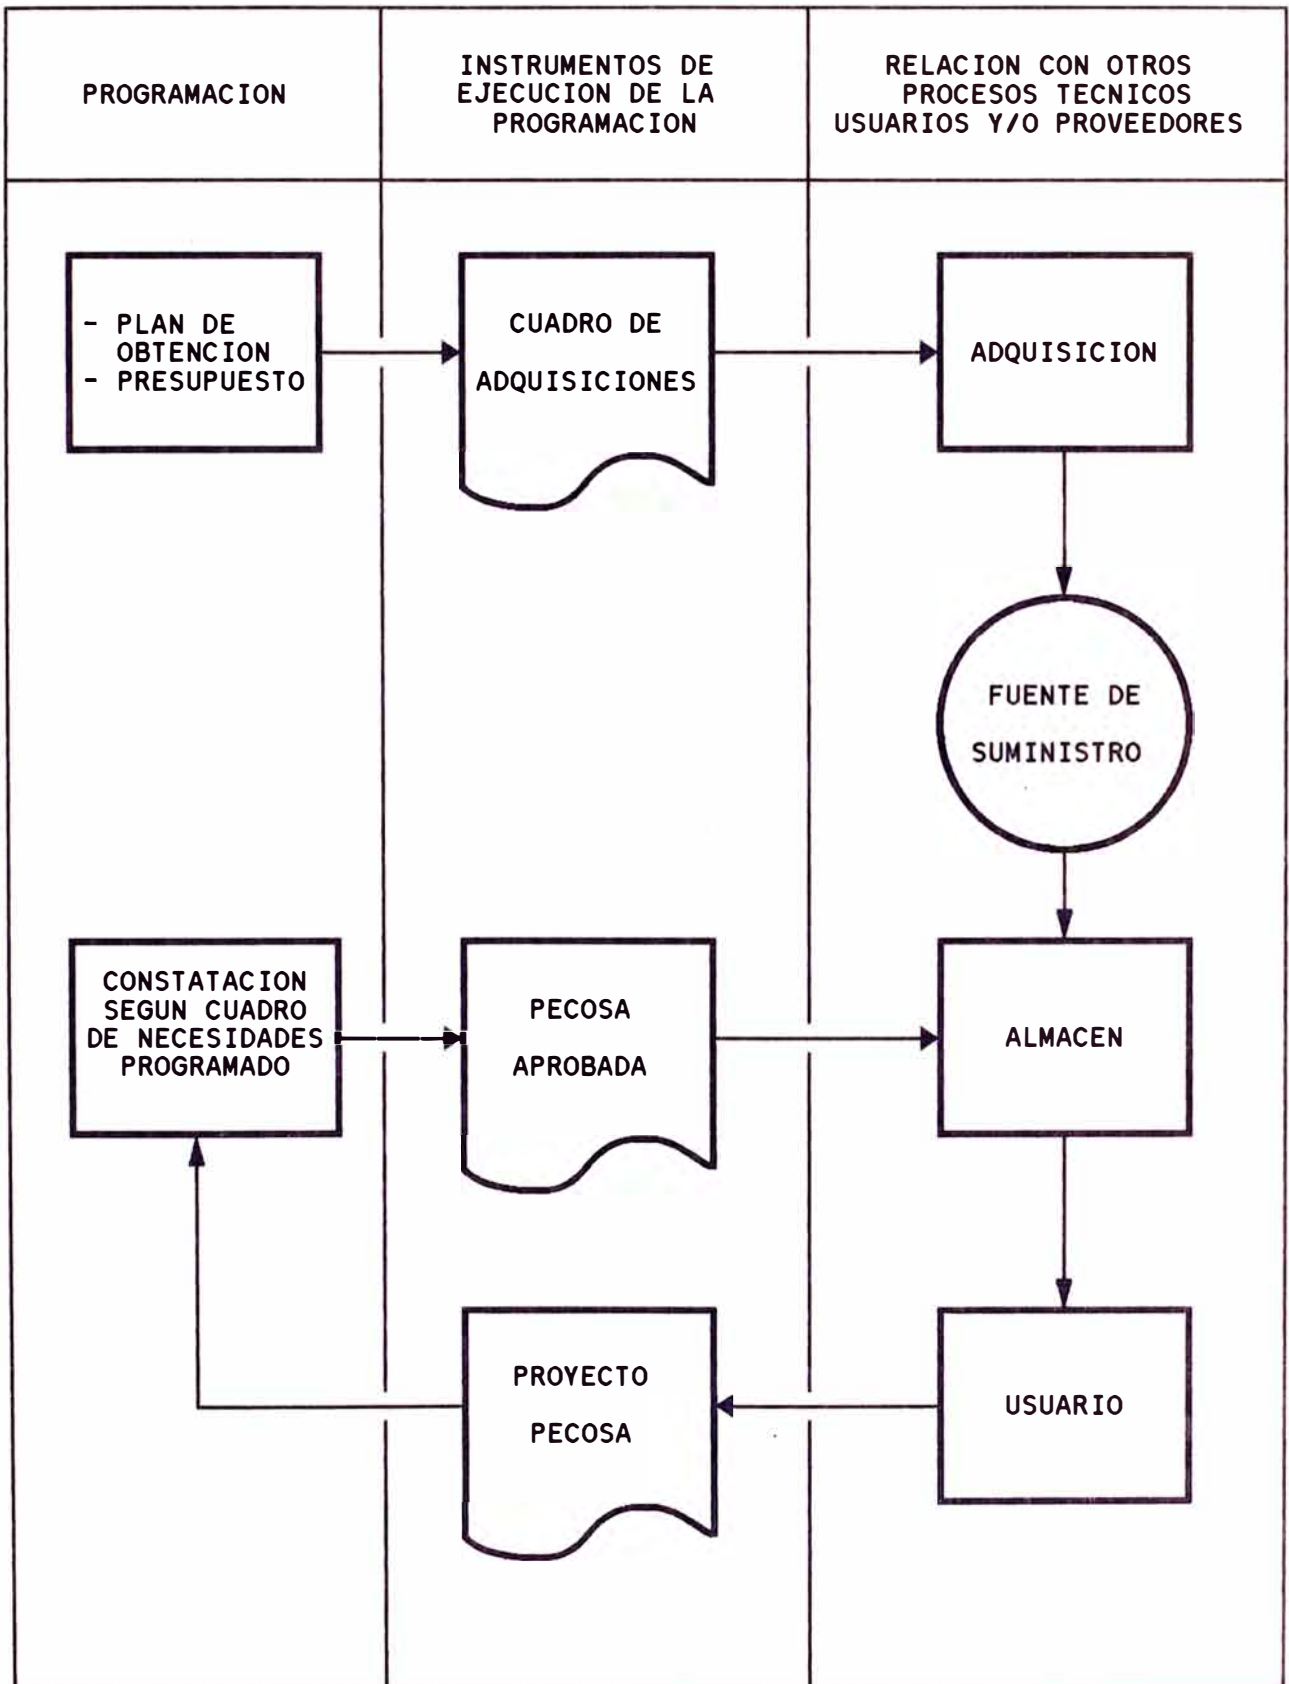 PROGRAMACION
INSTRUMENTOS DE
EJECUCION DE LA
PROGRAMACION
RELACION CON OTROS
PROCESOS TECNICOS
USUARIOS Y/O PROVEEDORES
- PLAN DE
OBTENCION
- PRESUPUESTO
CUADRO DE
ADQUISICIONES
ADQUISICION
FUENTE DE
SUMINISTRO
CONSTATACION
SEGUN CUADRO
DE NECESIDADES
PROGRAMADO
PECOSA
APROBADA
ALMACEN
PROYECTO
PECOSA
USUARIO